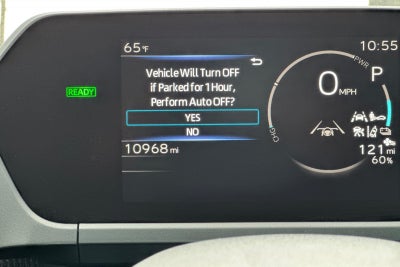 65°F
10:55
Vehicle Will Turn OFF
if Parked for 1 Hour,
Perform Auto OFF?
YES
NO
READY
PWR
P
0 MPH
CHG
10968 mi
121 mi
60%